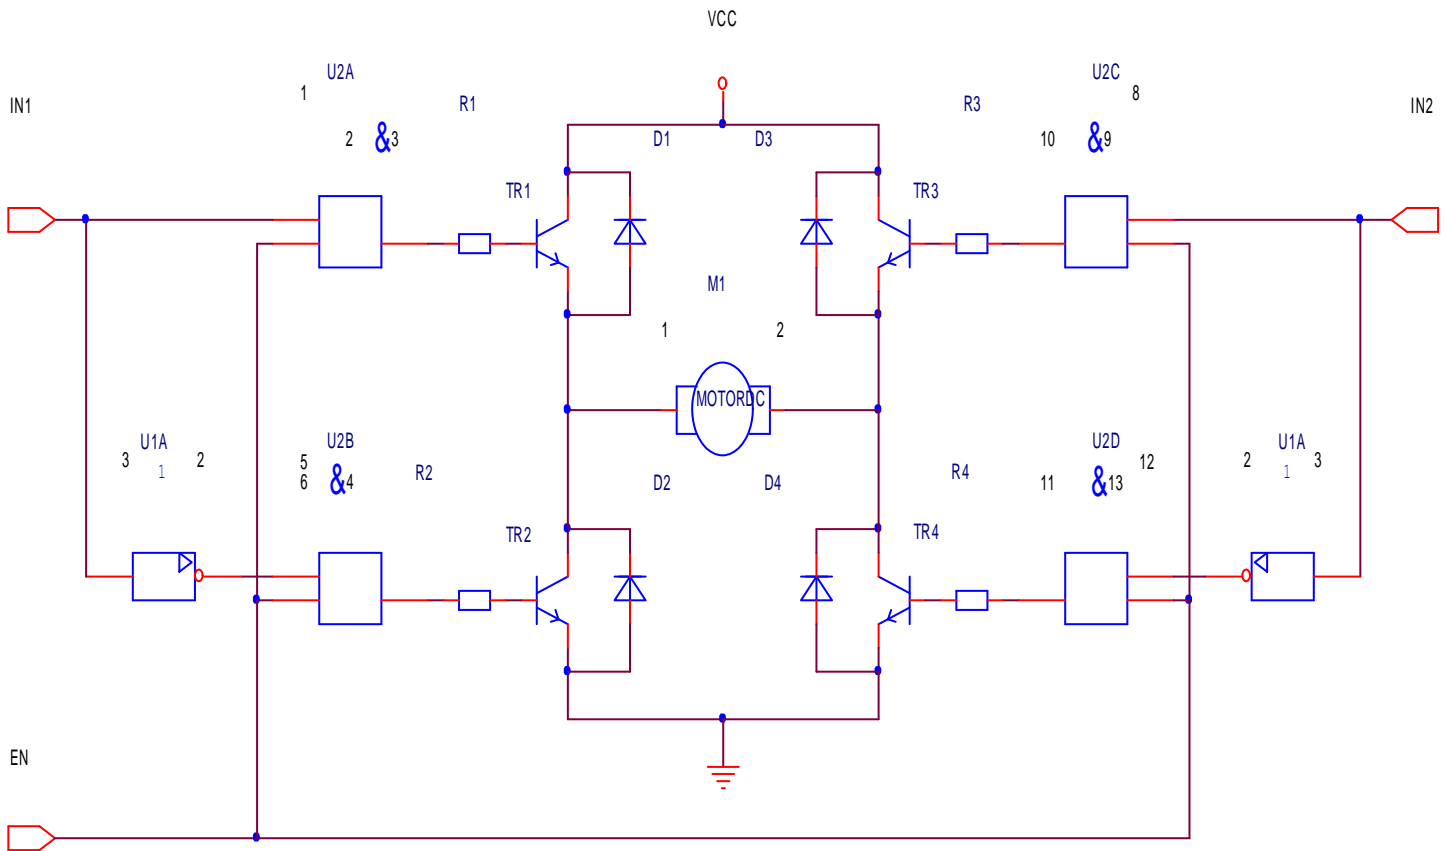 VCC
U2A
U2C
1
8
IN1
R1
R3
IN2
2 &3
D1
D3
10 &9
TR1
TR3
M1
1
2
MOTORDC
U1A
U2B
U2D
U1A
3
1
2
5
6 &4
R2
D2
D4
R4
11 &13
12
2
1
3
TR2
TR4
EN